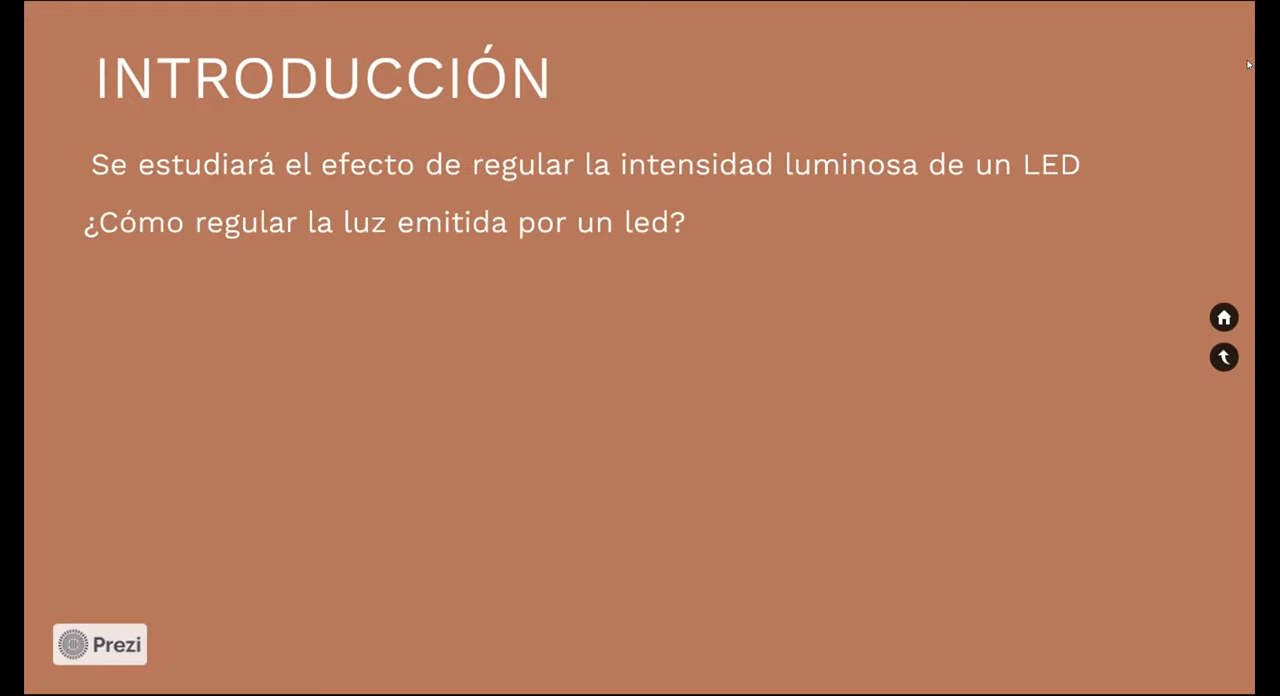 INTRODUCCIÓN
Se estudiará el efecto de regular la intensidad luminosa de un LED
¿Cómo regular la luz emitida por un led?
Prezi